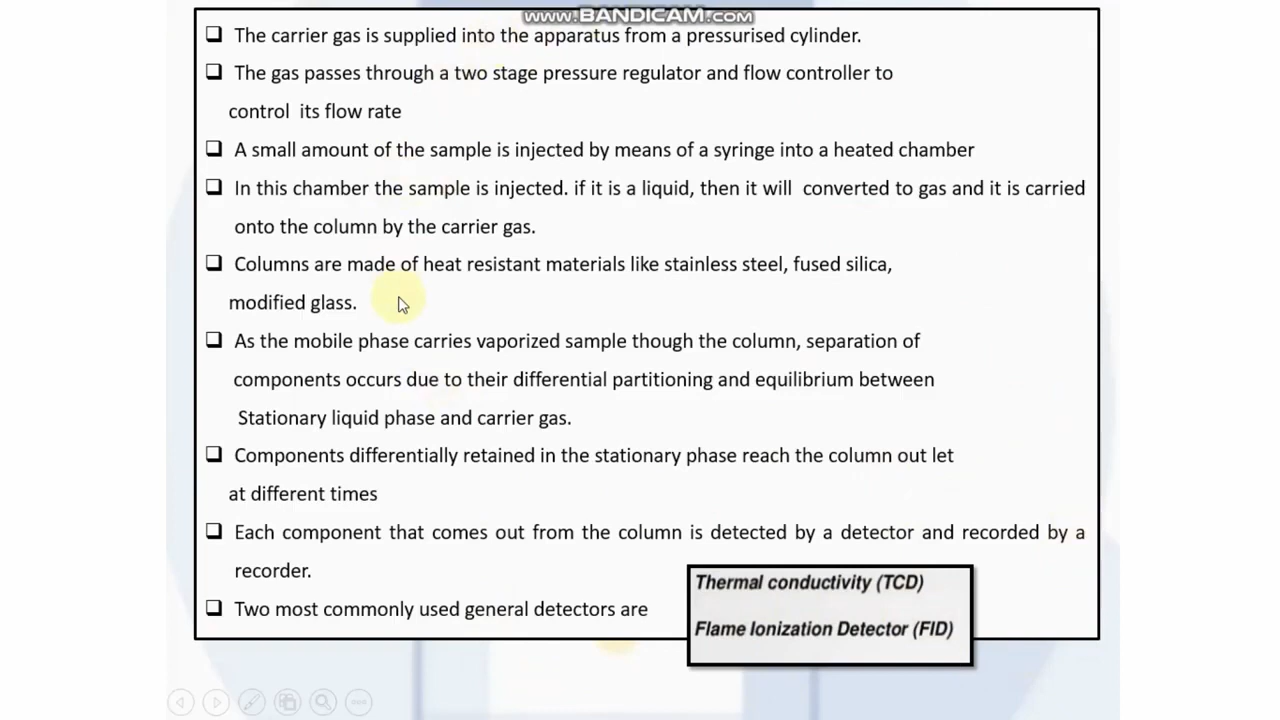 www.BANDICAM.com
The carrier gas is supplied into the apparatus from a pressurised cylinder.
The gas passes through a two stage pressure regulator and flow controller to
control its flow rate
A small amount of the sample is injected by means of a syringe into a heated chamber
In this chamber the sample is injected. if it is a liquid, then it will converted to gas and it is carried
onto the column by the carrier gas.
Columns are made of heat resistant materials like stainless steel, fused silica,
modified glass.
As the mobile phase carries vaporized sample though the column, separation of
components occurs due to their differential partitioning and equilibrium between
Stationary liquid phase and carrier gas.
Components differentially retained in the stationary phase reach the column out let
at different times
Each component that comes out from the column is detected by a detector and recorded by a
recorder.
Two most commonly used general detectors are
Thermal conductivity (TCD)
Flame Ionization Detector (FID)